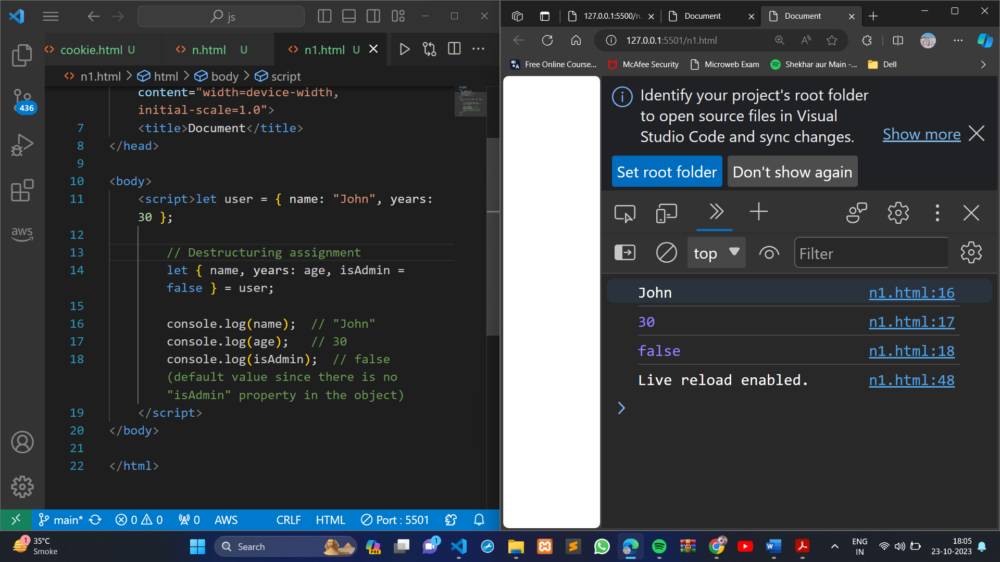 js
cookie.html U
n.html U
n1.html U
n1.html > html > body > script
content="width=device-width,
initial-scale=1.0">
7 <title>Document</title>
8 </head>
9
10 <body>
11 <script>let user = { name: "John", years:
30 };
12
13 // Destructuring assignment
14 let { name, years: age, isAdmin =
false } = user;
15
16 console.log(name); // "John"
17 console.log(age); // 30
18 console.log(isAdmin); // false
(default value since there is no
"isAdmin" property in the object)
19 </script>
20 </body>
21
22 </html>
436
aws
main* 0 0 0 AWS CRLF HTML Port : 5501
127.0.0.1:5500/n
Document
Document
127.0.0.1:5501/n1.html
Free Online Course...
McAfee Security
Microweb Exam
Shekhar aur Main -...
Dell
Identify your project's root folder
to open source files in Visual
Studio Code and sync changes.
Show more
Set root folder
Don't show again
top
Filter
John n1.html:16
30 n1.html:17
false n1.html:18
Live reload enabled. n1.html:48
1
35°C
Smoke
Search
PRE
1
ENG
IN
18:05
23-10-2023